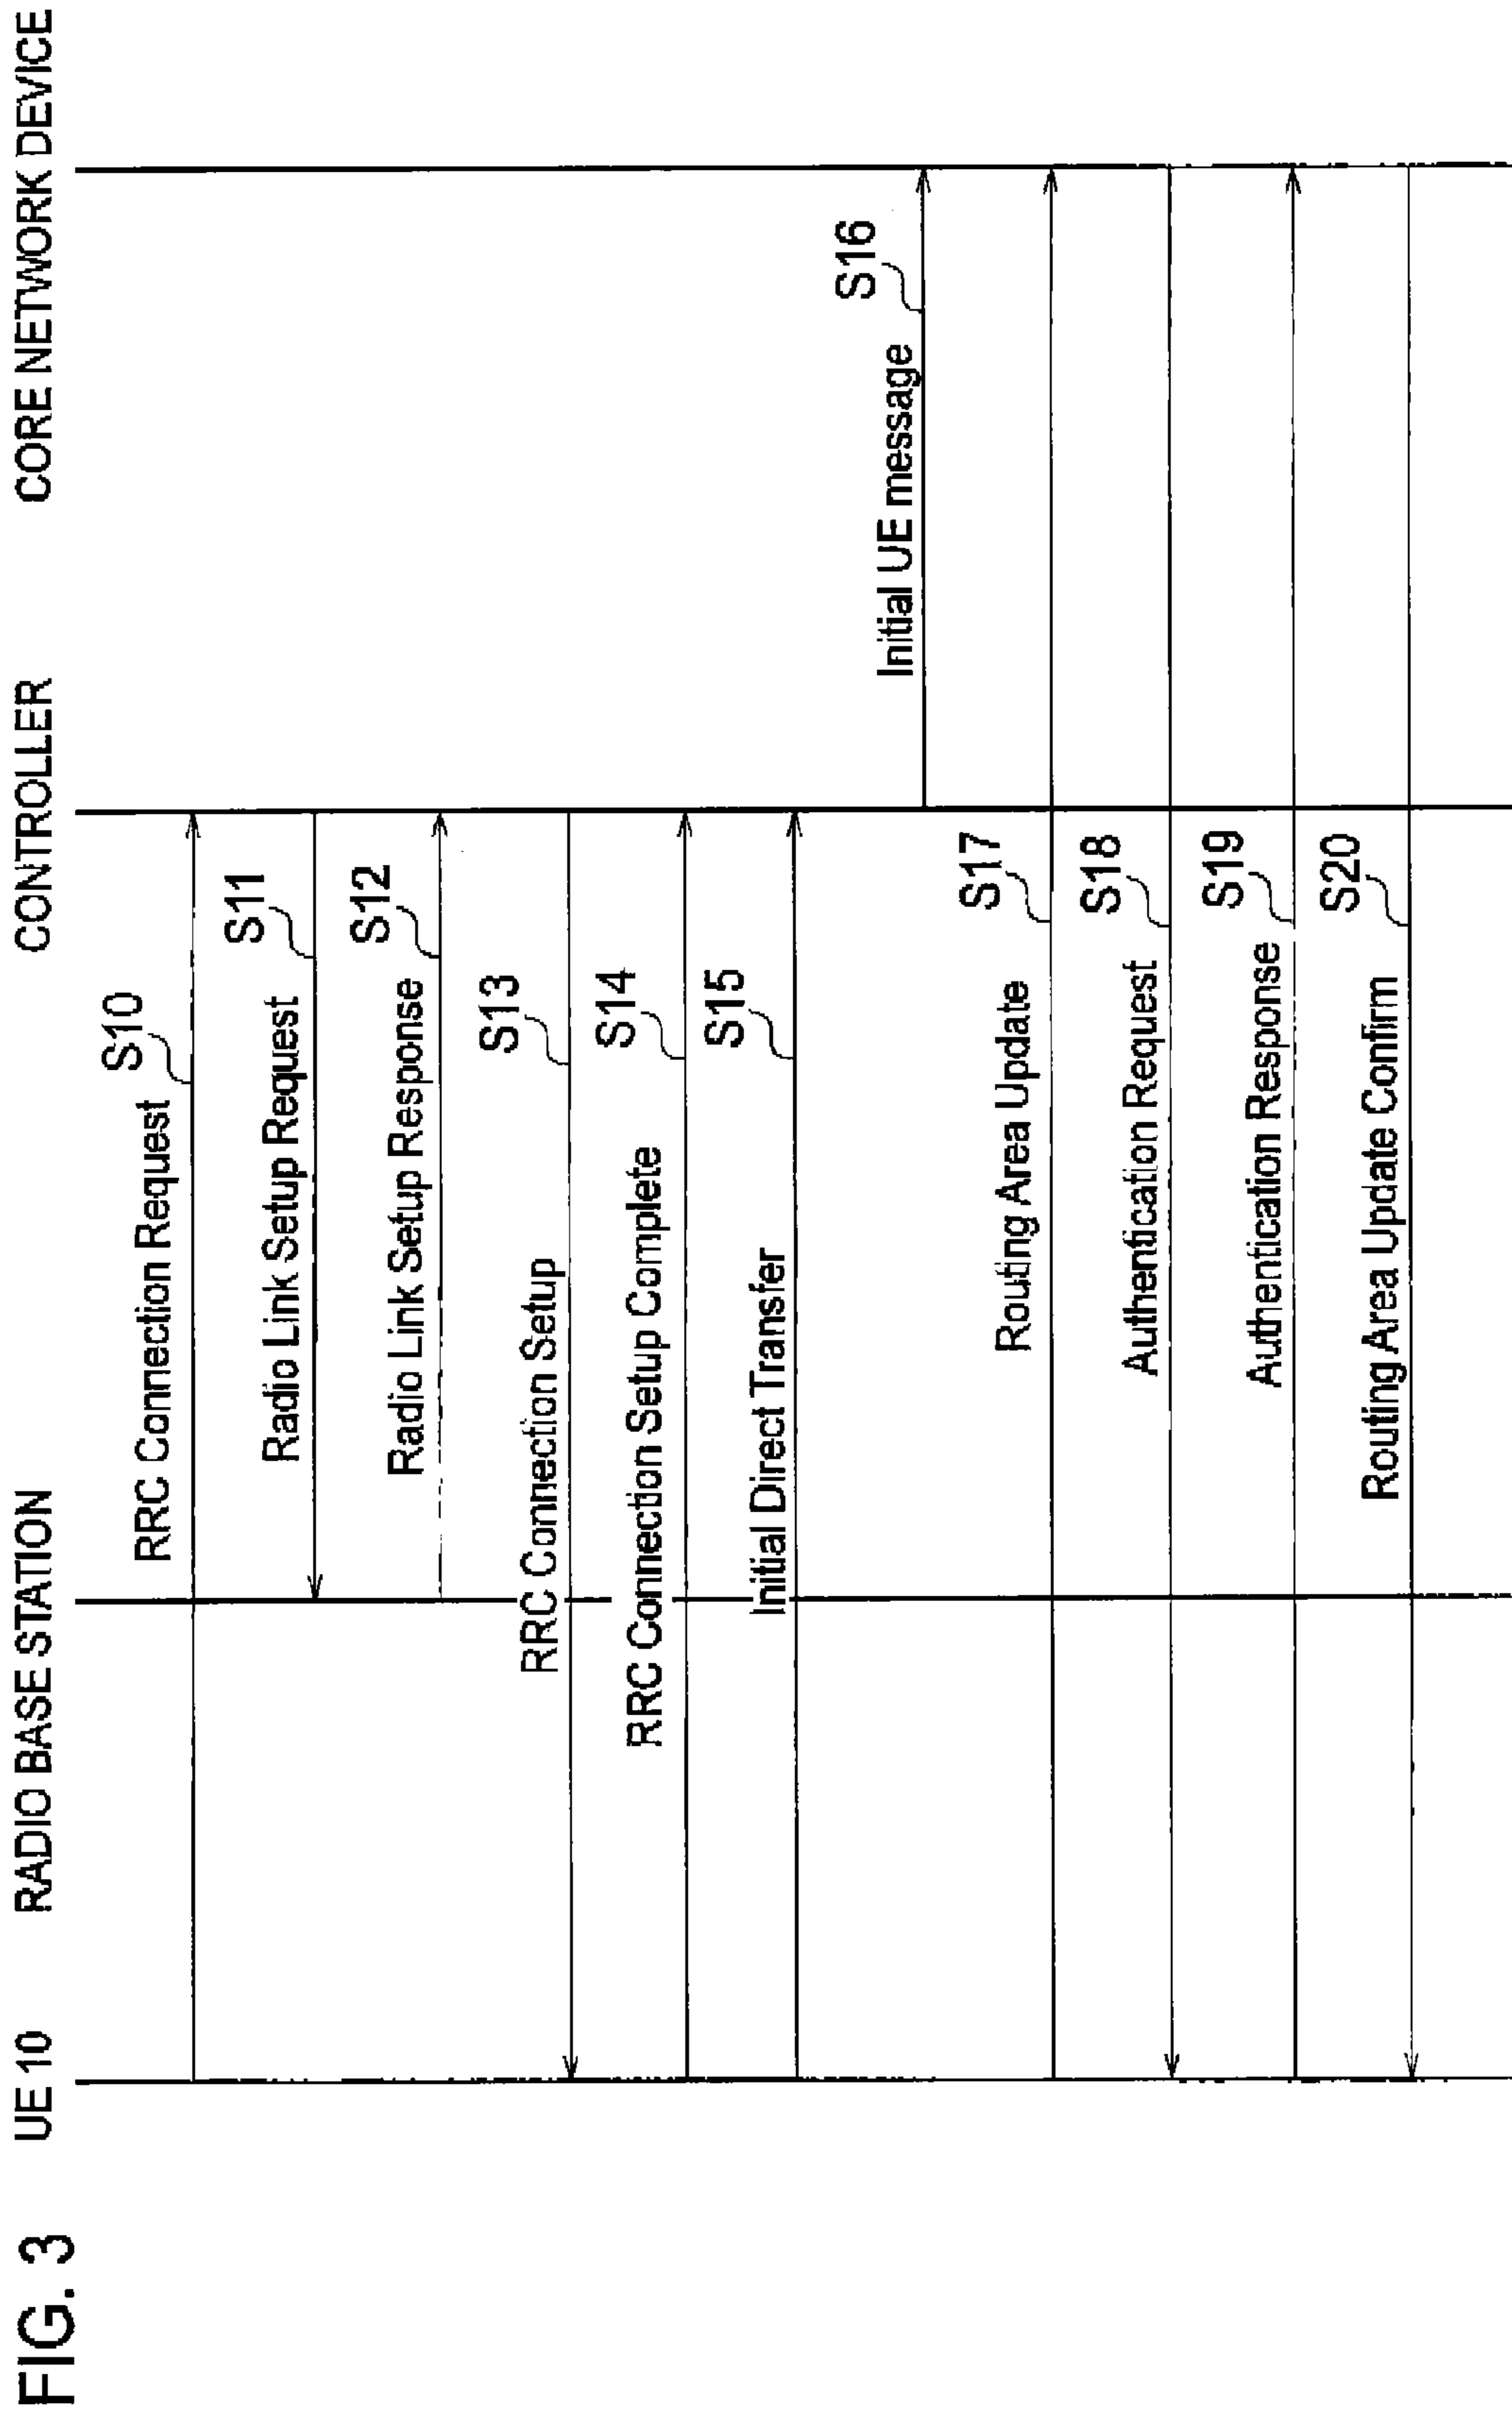 FIG. 3
UE 10
RADIO BASE STATION
CONTROLLER
CORE NETWORK DEVICE
RRC Connection Request
S10
Radio Link Setup Request
S11
Radio Link Setup Response
S12
RRC Connection Setup
S13
RRC Connection Setup Complete
S14
Initial Direct Transfer
S15
Initial UE message
S16
Routing Area Update
S17
Authentication Request
S18
Authentication Response
S19
Routing Area Update Confirm
S20